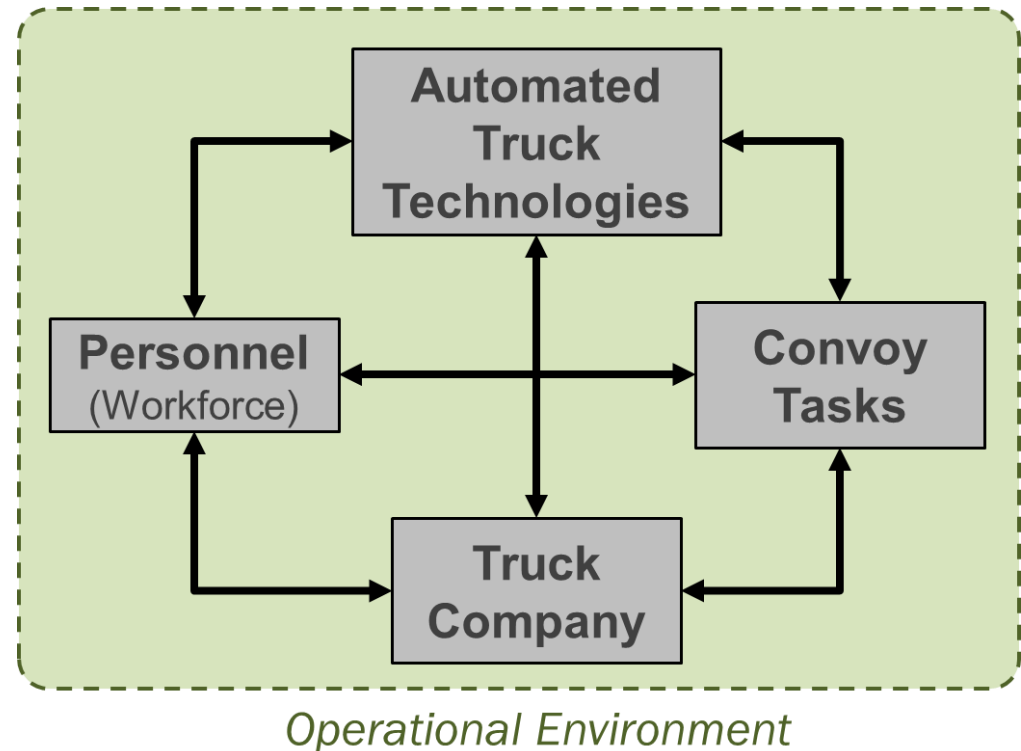 Automated
Truck
Technologies
Personnel
(Workforce)
Convoy
Tasks
Truck
Company
Operational Environment